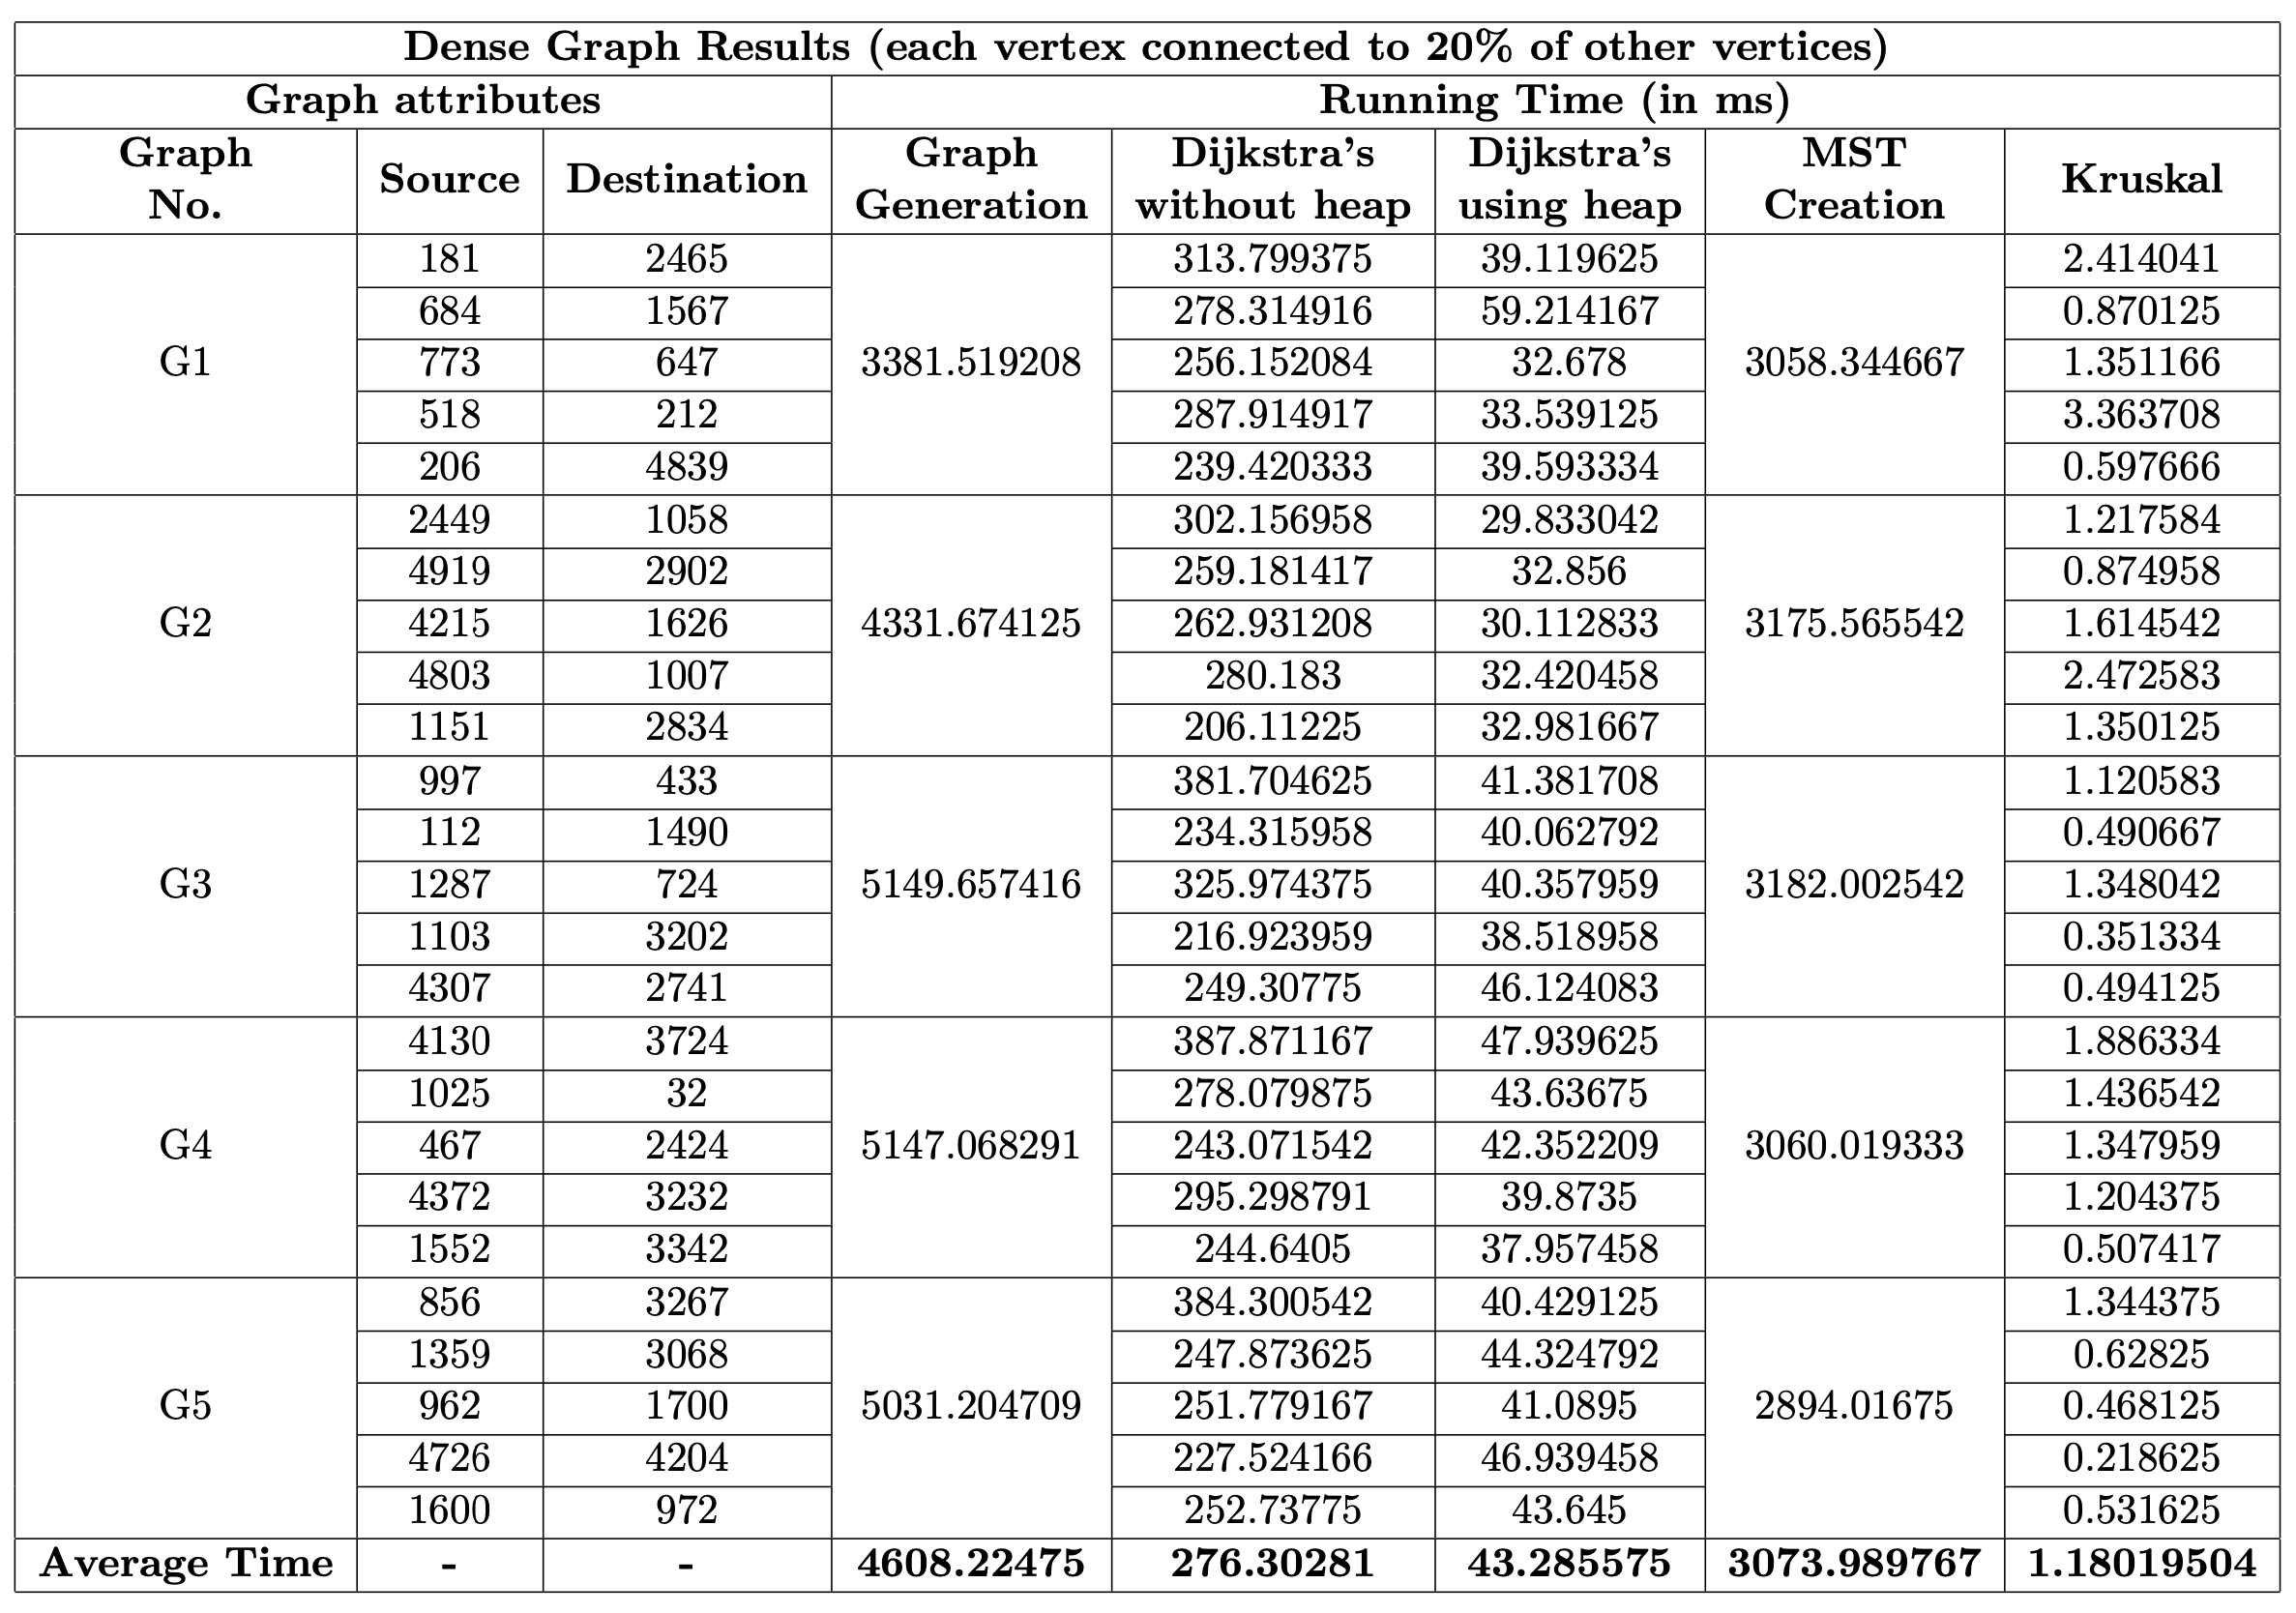 Dense Graph Results (each vertex connected to 20% of other vertices)
Graph attributes Running Time (in ms)
Graph No. Source Destination Graph Generation Dijkstra's without heap Dijkstra's using heap MST Creation Kruskal
G1 181 2465 3381.519208 313.799375 39.119625 3058.344667 2.414041
684 1567 278.314916 59.214167 0.870125
773 647 256.152084 32.678 1.351166
518 212 287.914917 33.539125 3.363708
206 4839 239.420333 39.593334 0.597666
G2 2449 1058 4331.674125 302.156958 29.833042 3175.565542 1.217584
4919 2902 259.181417 32.856 0.874958
4215 1626 262.931208 30.112833 1.614542
4803 1007 280.183 32.420458 2.472583
1151 2834 206.11225 32.981667 1.350125
G3 997 433 5149.657416 381.704625 41.381708 3182.002542 1.120583
112 1490 234.315958 40.062792 0.490667
1287 724 325.974375 40.357959 1.348042
1103 3202 216.923959 38.518958 0.351334
4307 2741 249.30775 46.124083 0.494125
G4 4130 3724 5147.068291 387.871167 47.939625 3060.019333 1.886334
1025 32 278.079875 43.63675 1.436542
467 2424 243.071542 42.352209 1.347959
4372 3232 295.298791 39.8735 1.204375
1552 3342 244.6405 37.957458 0.507417
G5 856 3267 5031.204709 384.300542 40.429125 2894.01675 1.344375
1359 3068 247.873625 44.324792 0.62825
962 1700 251.779167 41.0895 0.468125
4726 4204 227.524166 46.939458 0.218625
1600 972 252.73775 43.645 0.531625
Average Time - - 4608.22475 276.30281 43.285575 3073.989767 1.18019504